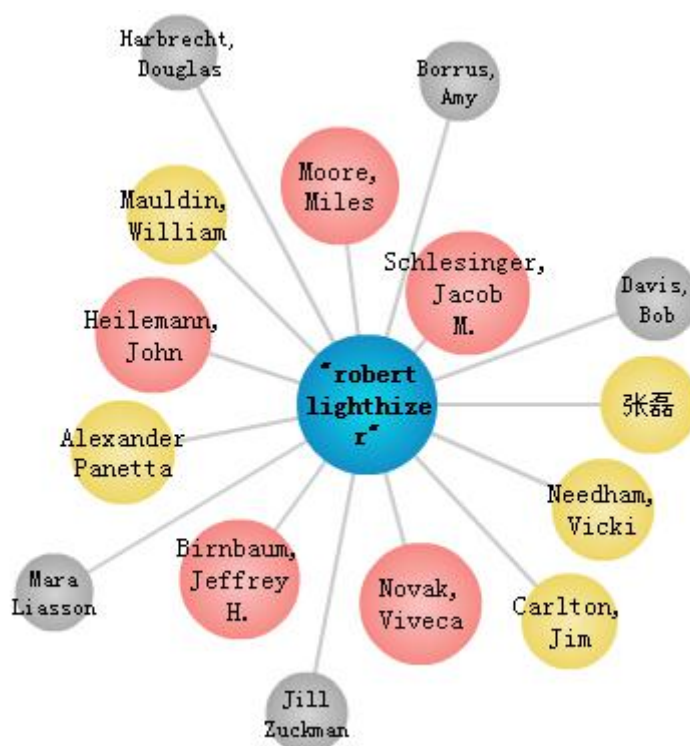 Harbrecht,
Douglas
Borrus,
Amy
Moore,
Miles
Mauldin,
William
Schlesinger,
Jacob
M.
Davis,
Bob
Heilemann,
John
"robert
lighthize
r"
张磊
Alexander
Panetta
Needham,
Vicki
Birnbaum,
Jeffrey
H.
Novak,
Viveca
Mara
Liasson
Carlton,
Jim
Jill
Zuckman